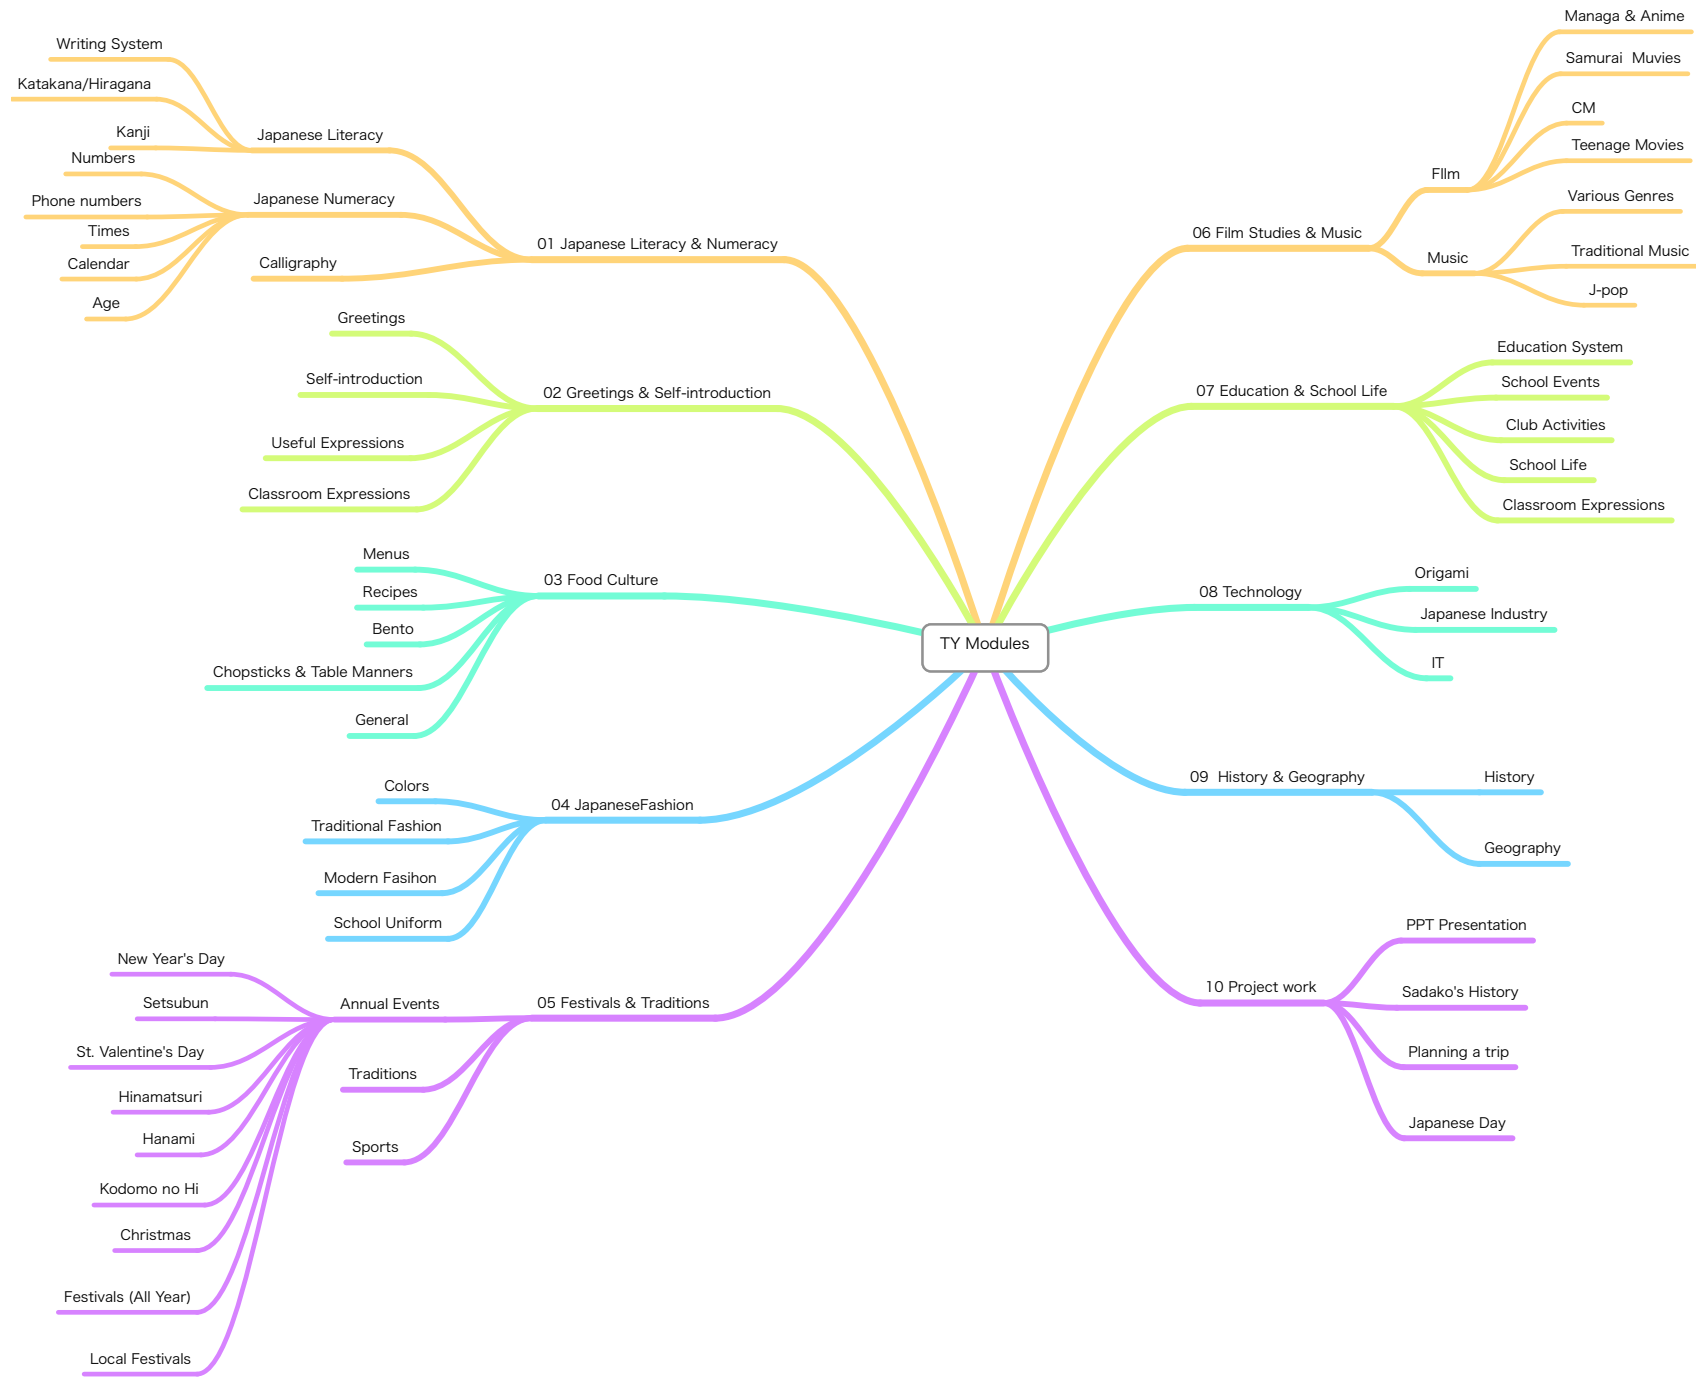 TY Modules
01 Japanese Literacy & Numeracy
Japanese Literacy
Writing System
Katakana/Hiragana
Kanji
Japanese Numeracy
Numbers
Phone numbers
Times
Calendar
Age
Calligraphy
02 Greetings & Self-introduction
Greetings
Self-introduction
Useful Expressions
Classroom Expressions
03 Food Culture
Menus
Recipes
Bento
Chopsticks & Table Manners
General
04 JapaneseFashion
Colors
Traditional Fashion
Modern Fasihon
School Uniform
05 Festivals & Traditions
Annual Events
New Year's Day
Setsubun
St. Valentine's Day
Hinamatsuri
Hanami
Kodomo no Hi
Christmas
Festivals (All Year)
Local Festivals
Traditions
Sports
06 Film Studies & Music
FIlm
Managa & Anime
Samurai  Muvies
CM
Teenage Movies
Music
Various Genres
Traditional Music
J-pop
07 Education & School Life
Education System
School Events
Club Activities
School Life
Classroom Expressions
08 Technology
Origami
Japanese Industry
IT
09  History & Geography
History
Geography
10 Project work
PPT Presentation
Sadako's History
Planning a trip
Japanese Day